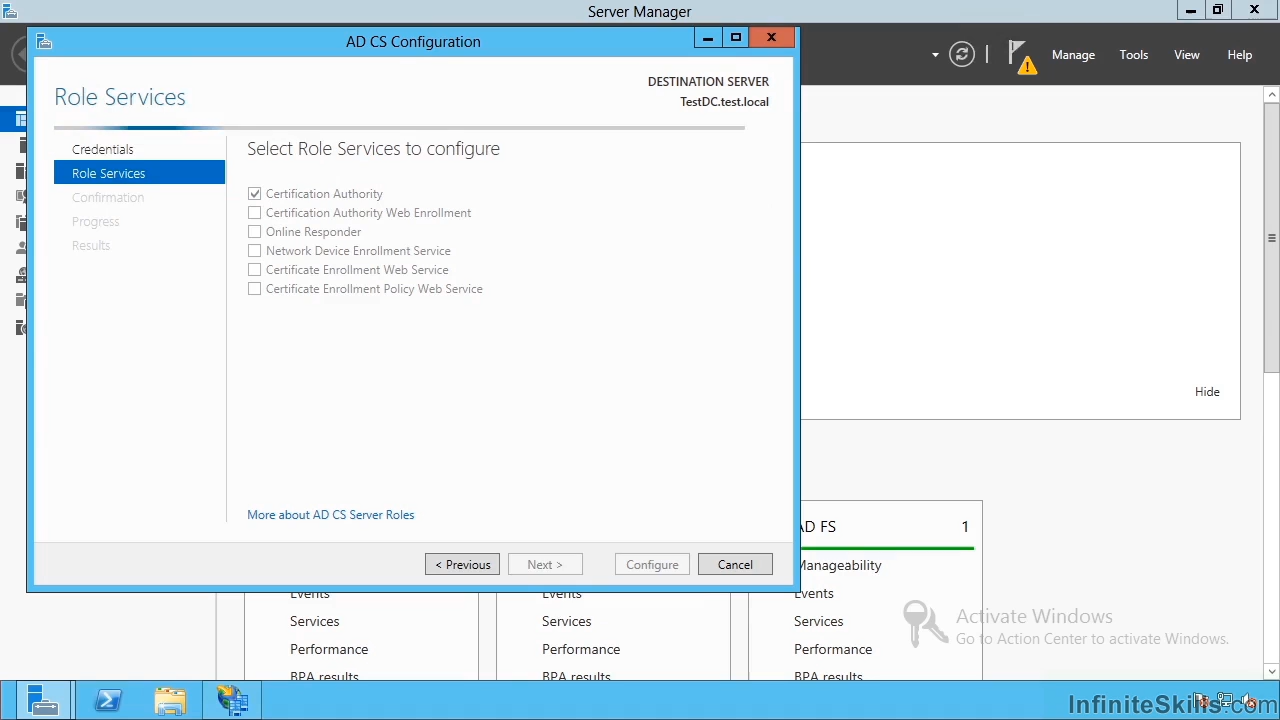 Server Manager
AD CS Configuration
Manage
Tools
View
Help
DESTINATION SERVER
TestDC.test.local
Role Services
Credentials
Role Services
Confirmation
Progress
Results
Select Role Services to configure
Certification Authority
Certification Authority Web Enrollment
Online Responder
Network Device Enrollment Service
Certificate Enrollment Web Service
Certificate Enrollment Policy Web Service
More about AD CS Server Roles
< Previous
Next >
Configure
Cancel
Hide
AD FS
1
Manageability
Events
Services
Performance
BPA results
Events
Services
Performance
BPA results
Events
Services
Performance
BPA results
Activate Windows
Go to Action Center to activate Windows.
InfiniteSkills.com